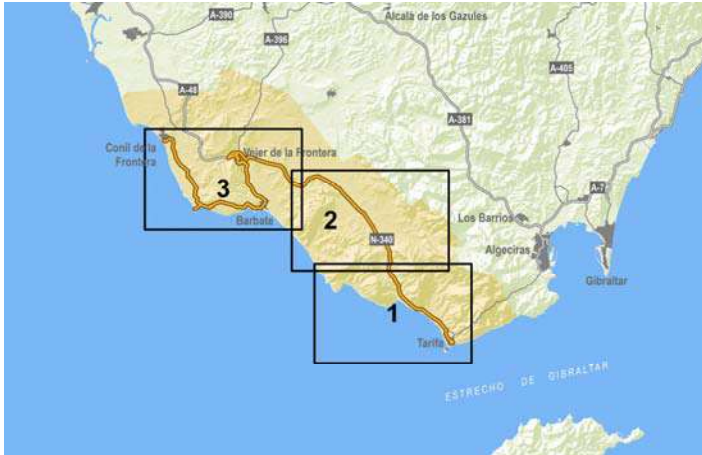 A-390
Alcalá de los Gazules
A-396
A-405
A-48
A-381
Conil de la
Frontera
Vejer de la Frontera
A-7
3
2
Barbate
Los Barrios
N-340
Algeciras
Gibraltar
1
Tarifa
ESTRECHO DE GIBRALTAR